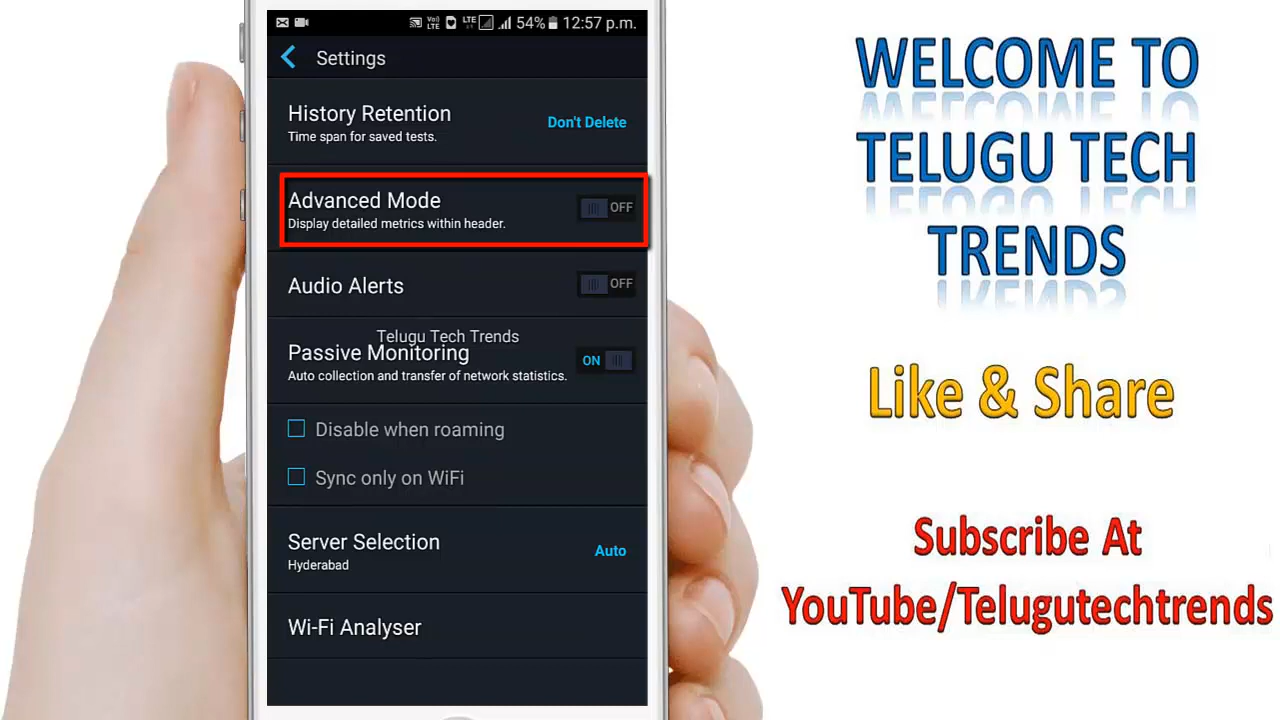 VoLTE LTE 54% 12:57 p.m.
Settings
History Retention
Time span for saved tests.
Don't Delete
Advanced Mode
Display detailed metrics within header.
OFF
Audio Alerts
OFF
Telugu Tech Trends
Passive Monitoring
Auto collection and transfer of network statistics.
ON
Disable when roaming
Sync only on WiFi
Server Selection
Hyderabad
Auto
Wi-Fi Analyser
WELCOME TO
TELUGU TECH
TRENDS
Like & Share
Subscribe At
YouTube/Telugutechtrends